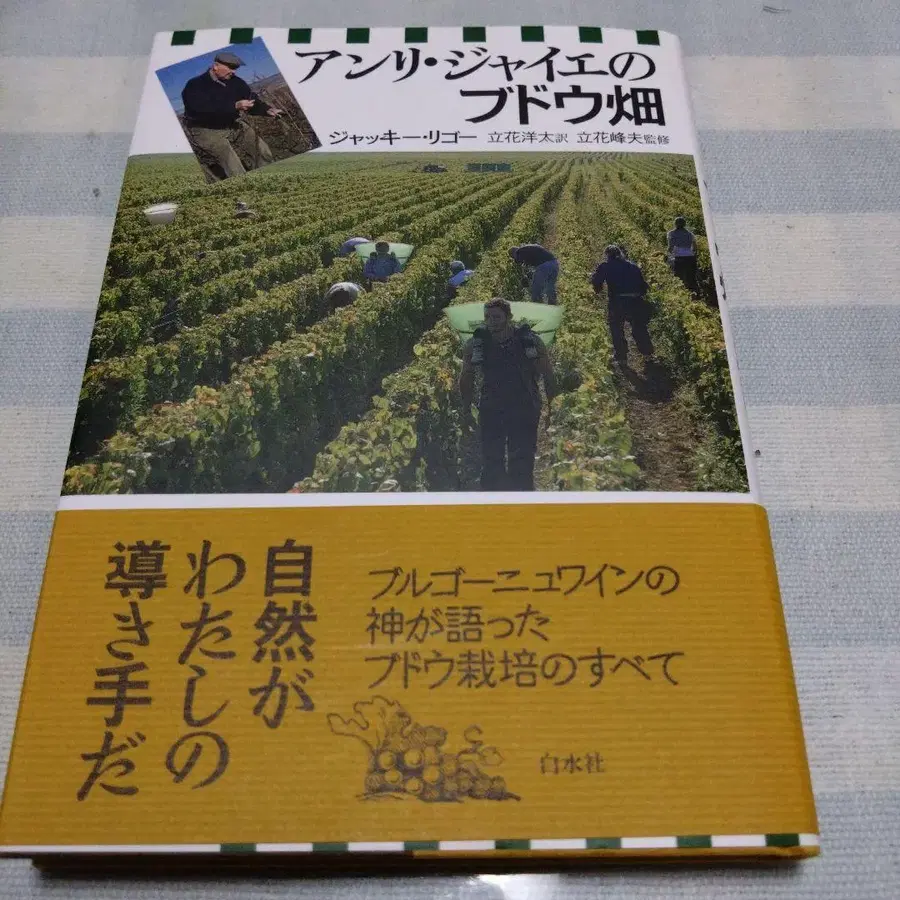 アンリ・ジャイエの
ブドウ畑
ジャッキー・リゴー 立花洋太訳 立花峰夫監修
自然が
わたしの
導き手だ
ブルゴーニュワインの
神が語った
ブドウ栽培のすべて
白水社